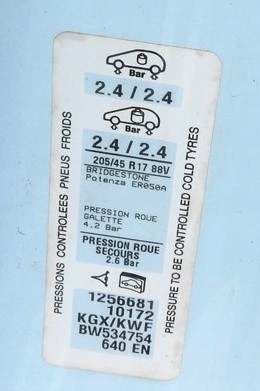 Bar
2.4 / 2.4
Bar
2.4 / 2.4
205/45 R17 88V
BRIDGESTONE
Potenza ER050A
PRESSION ROUE
GALETTE
4.2 Bar
PRESSION ROUE
SECOURS
2.6 Bar
1256681
10172
KGX/KWF
BW534754
640 EN
PRESSIONS CONTROLEES PNEUS FROIDS
PRESSURE TO BE CONTROLLED COLD TYRES